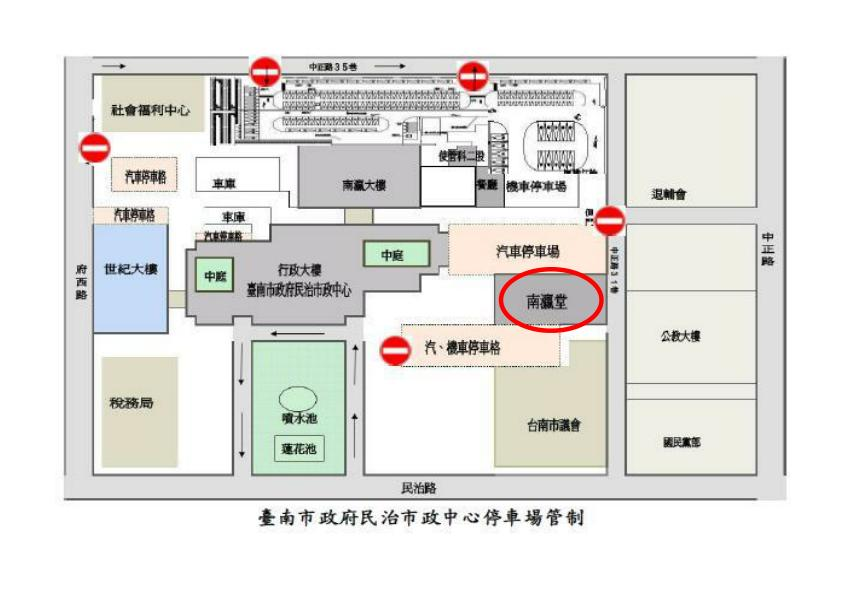 中正路35巷
社會福利中心
汽車停車格
車庫
南瀛大樓
使管科二股
餐廳
機車停車場
退輔會
汽車停車格
車庫
汽車停車格
汽車停車場
中庭
中庭
行政大樓
臺南市政府民治市政中心
世紀大樓
府西路
中正路31巷
中正路
南瀛堂
公教大樓
汽、機車停車格
稅務局
噴水池
蓮花池
台南市議會
國民黨部
民治路
臺南市政府民治市政中心停車場管制